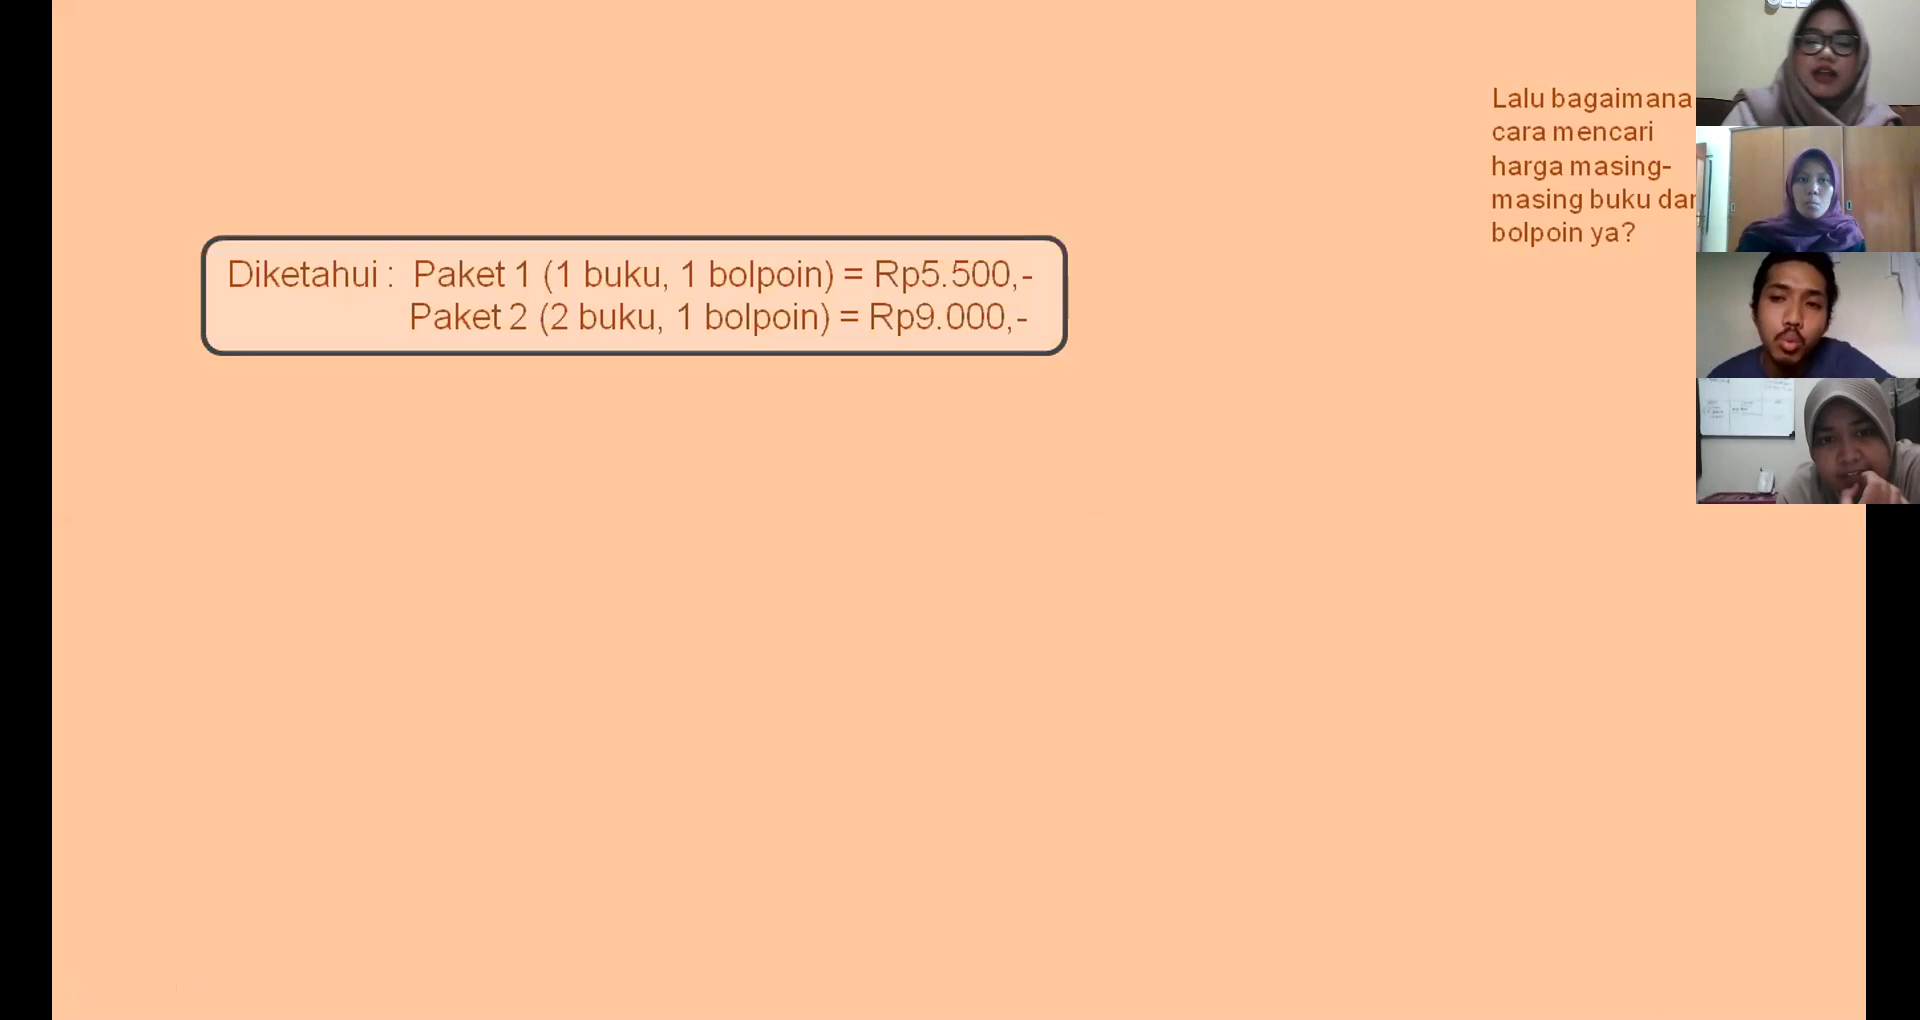 Lalu bagaimana
cara mencari
harga masing-
masing buku dan
bolpoin ya?
Diketahui : Paket 1 (1 buku, 1 bolpoin) = Rp5.500,-
Paket 2 (2 buku, 1 bolpoin) = Rp9.000,-